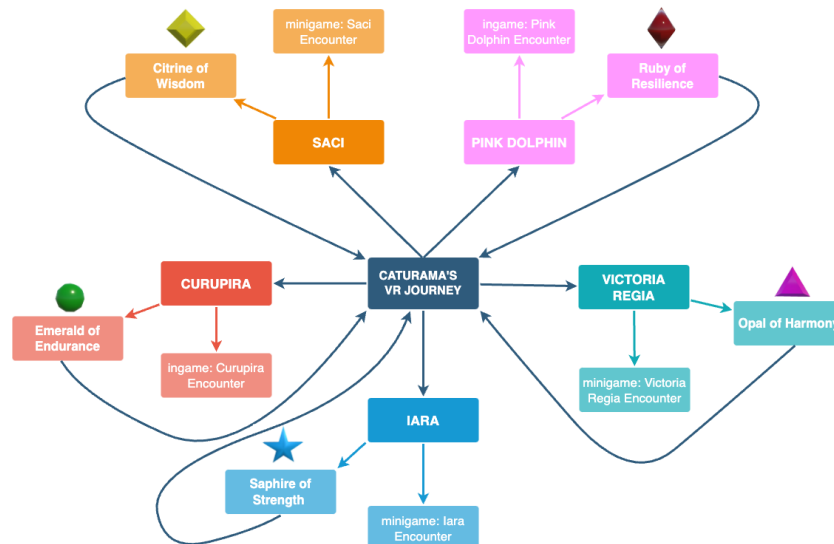 minigame: Saci
Encounter
ingame: Pink
Dolphin Encounter
Citrine of
Wisdom
Ruby of
Resilience
SACI
PINK DOLPHIN
CURUPIRA
CATURAMA'S
VR JOURNEY
VICTORIA
REGIA
Emerald of
Endurance
Opal of Harmony
ingame: Curupira
Encounter
minigame: Victoria
Regia Encounter
IARA
Saphire of
Strength
minigame: Iara
Encounter